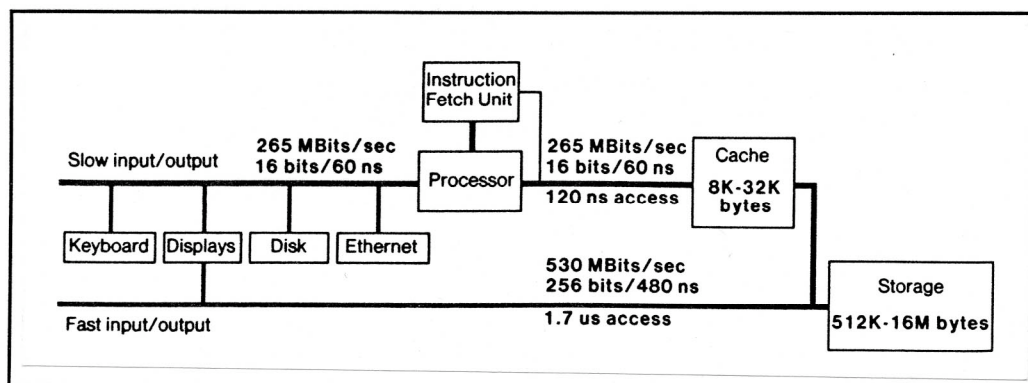 Instruction
Fetch Unit
Slow input/output
265 MBits/sec
16 bits/60 ns
Processor
265 MBits/sec
16 bits/60 ns
120 ns access
Cache
8K-32K
bytes
Keyboard
Displays
Disk
Ethernet
530 MBits/sec
256 bits/480 ns
1.7 us access
Fast input/output
Storage
512K-16M bytes